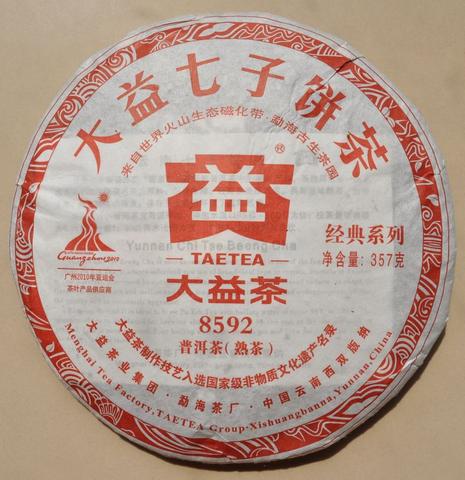 大益七子饼茶
来自世界火山生态磁化带·勐海古生茶园
益
®
Yunnan Chi Tse Beeng Cha
TAETEA
大益茶
Guangzhou 2010
广州2010年亚运会
茶叶产品供应商
经典系列
净含量: 357克
8592
普洱茶(熟茶)
大益茶制作技艺入选国家级非物质文化遗产名录
大益茶业集团·勐海茶厂·中国云南西双版纳
Menghai Tea Factory, TAETEA Group·Xishuangbanna, Yunnan, China